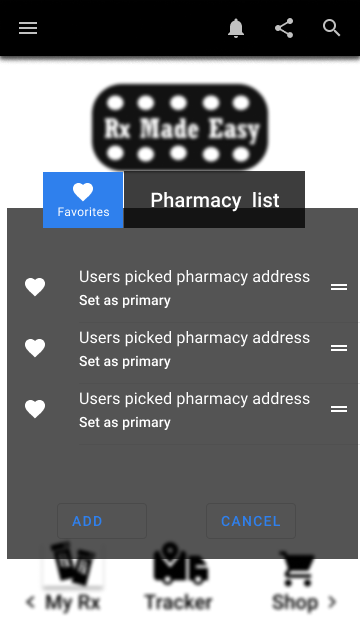 Rx Made Easy
Favorites
Pharmacy list
Users picked pharmacy address
Set as primary
Users picked pharmacy address
Set as primary
Users picked pharmacy address
Set as primary
ADD
CANCEL
My Rx
Tracker
Shop